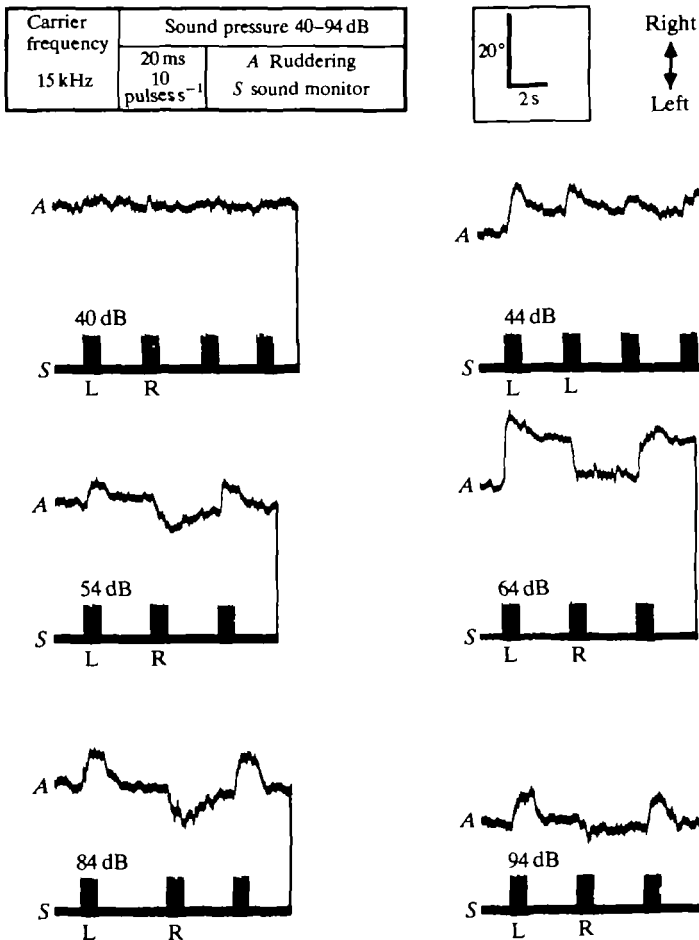 Carrier
frequency
15 kHz
Sound pressure 40–94 dB
20 ms
10
pulses s⁻¹
A Ruddering
S sound monitor
20°
2 s
Right
Left
A
40 dB
S
L R
A
44 dB
L L
A
54 dB
S
L R
A
64 dB
S
L R
A
84 dB
S
L R
A
94 dB
S
L R